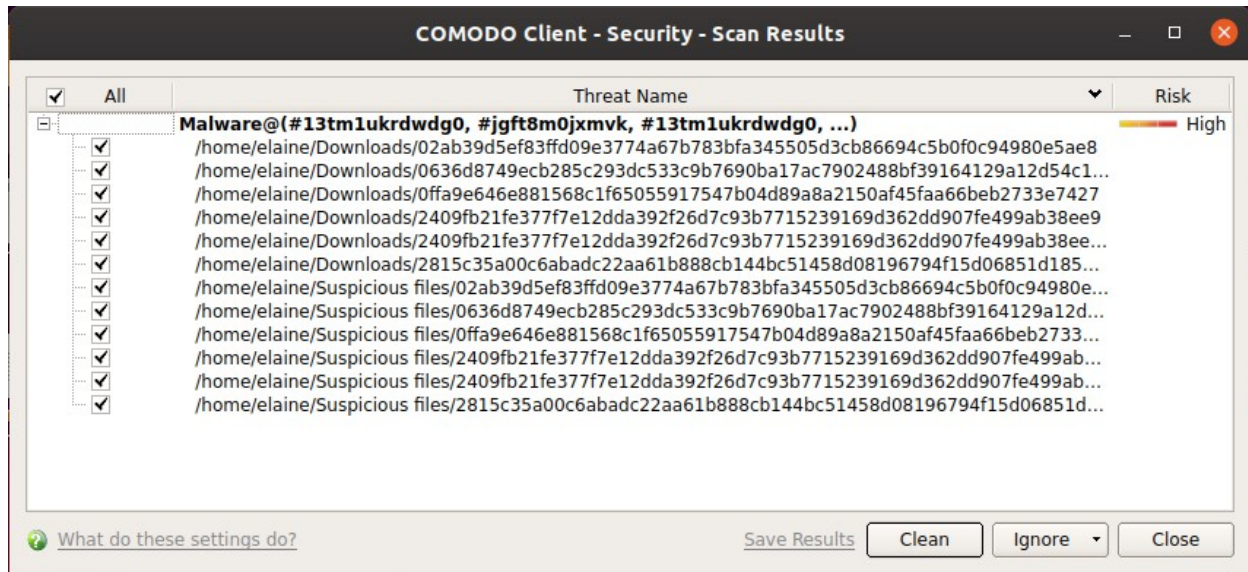 COMODO Client - Security - Scan Results
All Threat Name Risk
Malware@(#13tm1ukrdwdg0, #jgft8m0jxmvk, #13tm1ukrdwdg0, ...) High
/home/elaine/Downloads/02ab39d5ef83ffd09e3774a67b783bfa345505d3cb86694c5b0f0c94980e5ae8
/home/elaine/Downloads/0636d8749ecb285c293dc533c9b7690ba17ac7902488bf39164129a12d54c1...
/home/elaine/Downloads/0ffa9e646e881568c1f65055917547b04d89a8a2150af45faa66beb2733e7427
/home/elaine/Downloads/2409fb21fe377f7e12dda392f26d7c93b7715239169d362dd907fe499ab38ee9
/home/elaine/Downloads/2409fb21fe377f7e12dda392f26d7c93b7715239169d362dd907fe499ab38ee...
/home/elaine/Downloads/2815c35a00c6abadc22aa61b888cb144bc51458d08196794f15d06851d185...
/home/elaine/Suspicious files/02ab39d5ef83ffd09e3774a67b783bfa345505d3cb86694c5b0f0c94980e...
/home/elaine/Suspicious files/0636d8749ecb285c293dc533c9b7690ba17ac7902488bf39164129a12d...
/home/elaine/Suspicious files/0ffa9e646e881568c1f65055917547b04d89a8a2150af45faa66beb2733...
/home/elaine/Suspicious files/2409fb21fe377f7e12dda392f26d7c93b7715239169d362dd907fe499ab...
/home/elaine/Suspicious files/2409fb21fe377f7e12dda392f26d7c93b7715239169d362dd907fe499ab...
/home/elaine/Suspicious files/2815c35a00c6abadc22aa61b888cb144bc51458d08196794f15d06851d...
What do these settings do? Save Results Clean Ignore Close